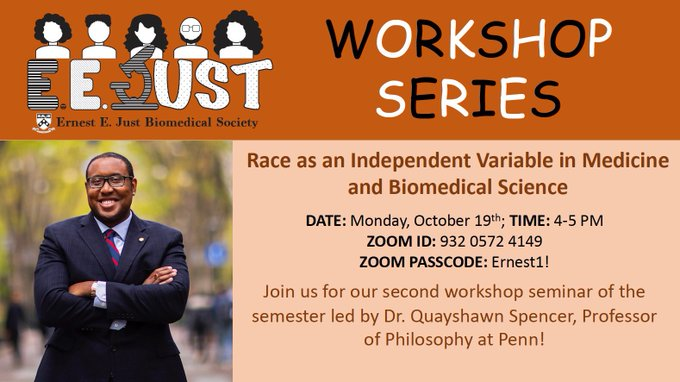 WORKSHOP
SERIES
E.E. JUST
Ernest E. Just Biomedical Society
Race as an Independent Variable in Medicine
and Biomedical Science
DATE: Monday, October 19th; TIME: 4-5 PM
ZOOM ID: 932 0572 4149
ZOOM PASSCODE: Ernest1!
Join us for our second workshop seminar of the
semester led by Dr. Quayshawn Spencer, Professor
of Philosophy at Penn!